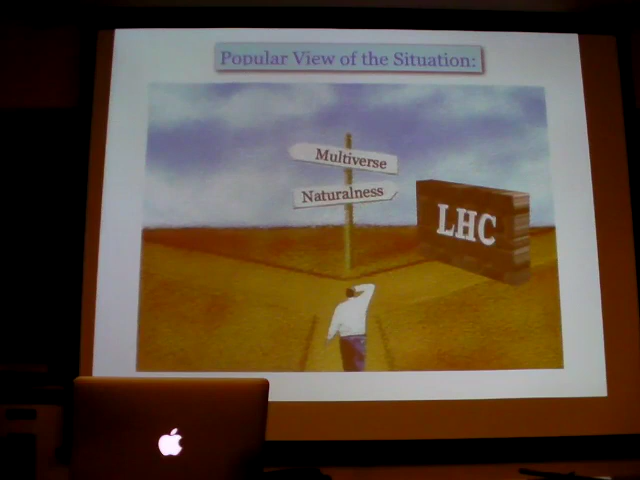 Popular View of the Situation:
Multiverse
Naturalness
LHC